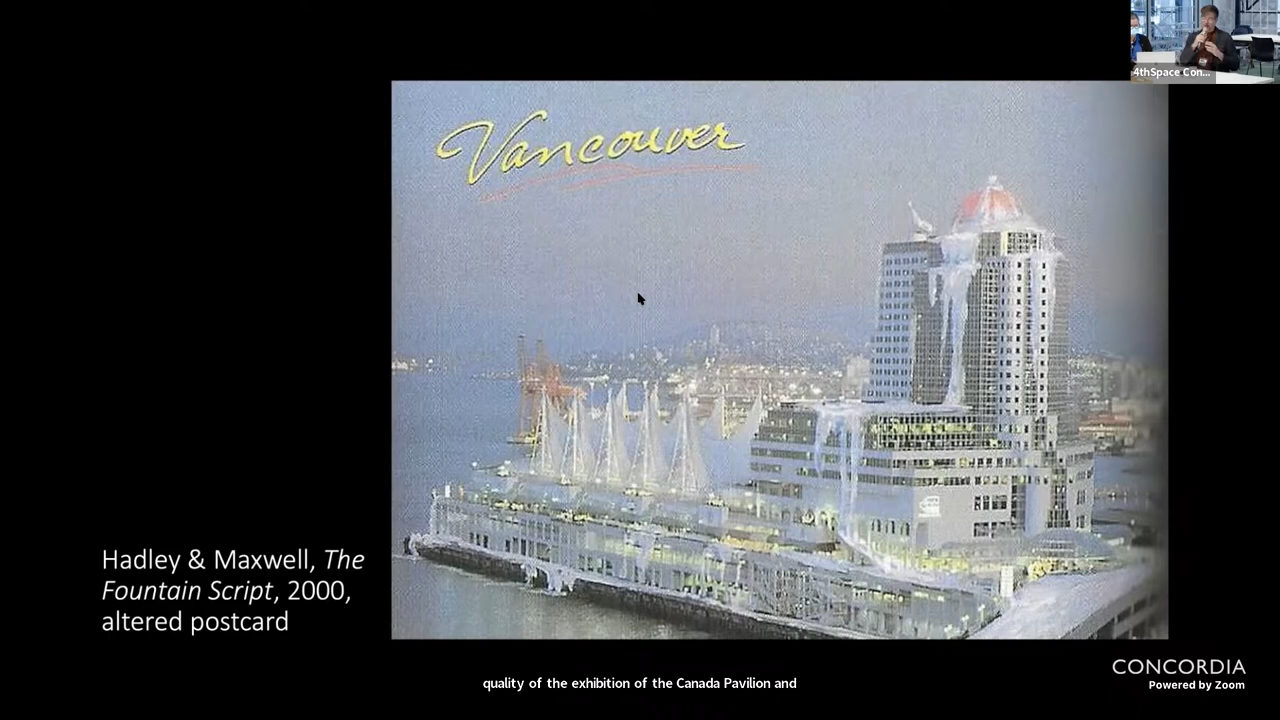 4thSpace Con...
Vancouver
Hadley & Maxwell, The
Fountain Script, 2000,
altered postcard
CONCORDIA
quality of the exhibition of the Canada Pavilion and
Powered by Zoom